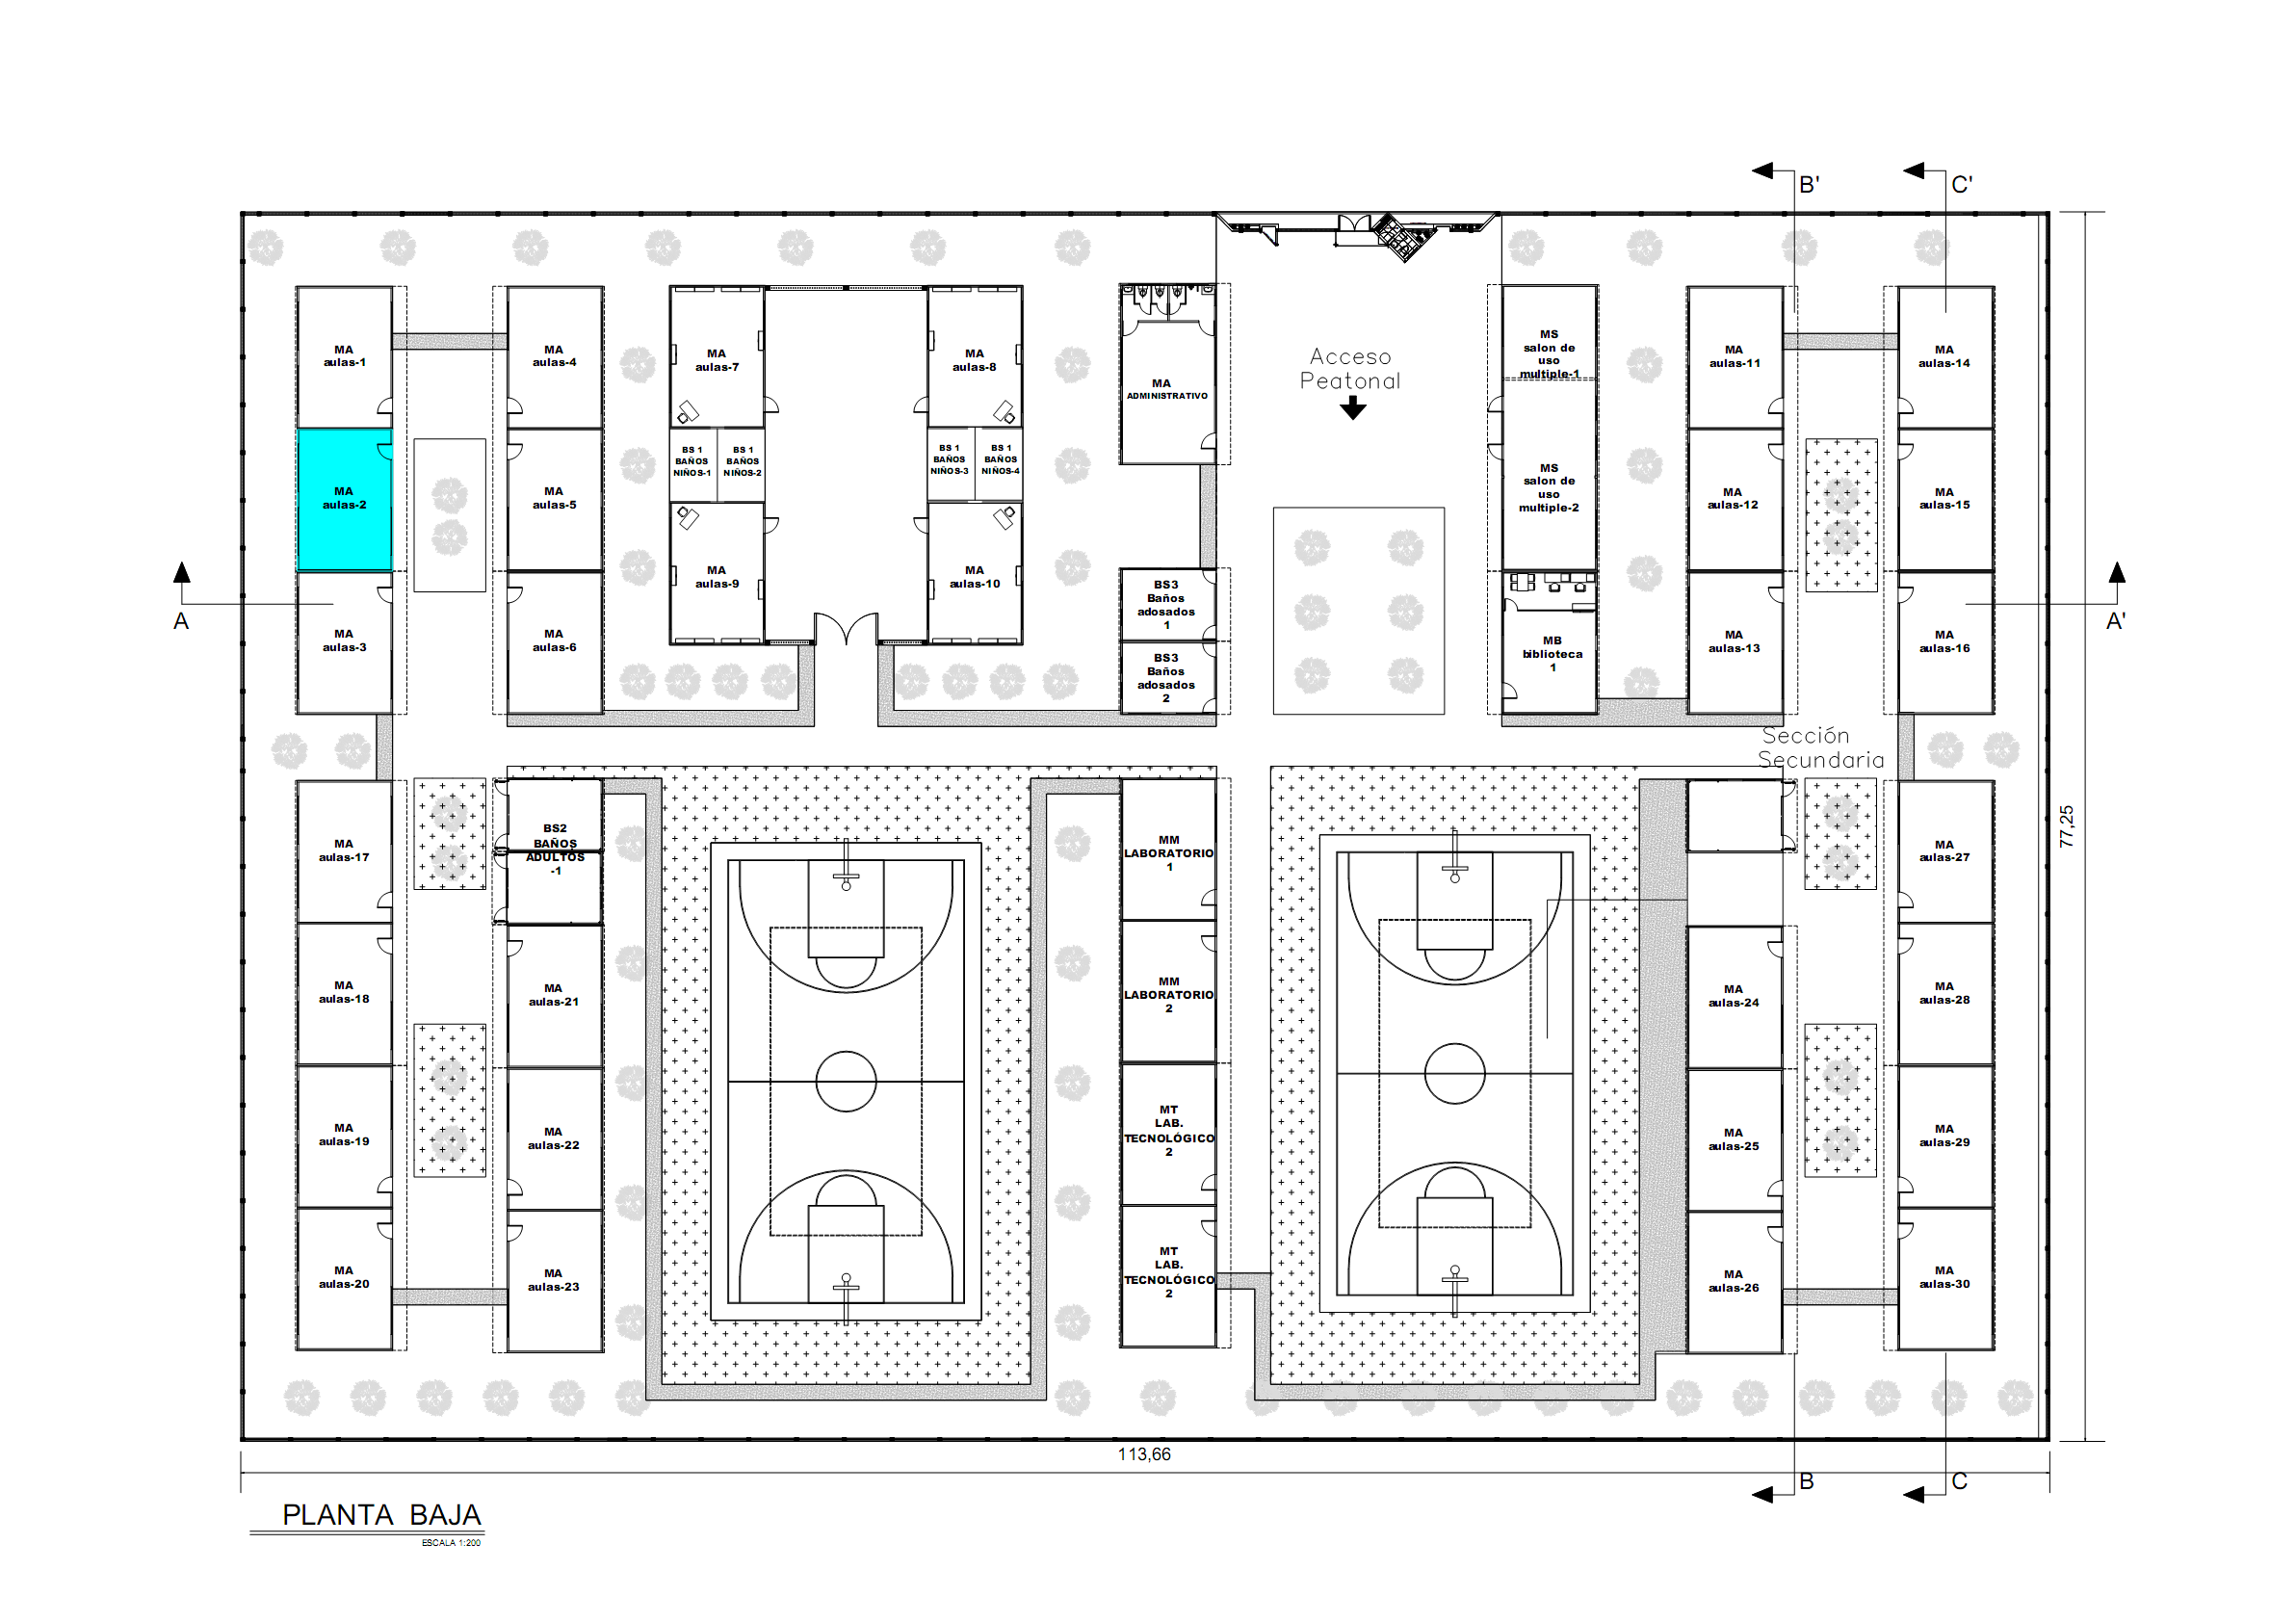 B'
C'
MA
aulas-1
MA
aulas-4
MA
aulas-7
MA
aulas-8
MA
ADMINISTRATIVO
Acceso
Peatonal
MS
salon de
uso
multiple-1
MA
aulas-11
MA
aulas-14
MA
aulas-2
MA
aulas-5
BS 1
BAÑOS
NIÑOS-1
BS 1
BAÑOS
NIÑOS-2
BS 1
BAÑOS
NIÑOS-3
BS 1
BAÑOS
NIÑOS-4
MS
salon de
uso
multiple-2
MA
aulas-12
MA
aulas-15
A
MA
aulas-3
MA
aulas-6
MA
aulas-9
MA
aulas-10
BS3
Baños
adosados
1
BS3
Baños
adosados
2
MB
biblioteca
1
MA
aulas-13
MA
aulas-16
A'
Sección
Secundaria
MA
aulas-17
BS2
BAÑOS
ADULTOS
-1
MM
LABORATORIO
1
MA
aulas-27
77,25
MA
aulas-18
MA
aulas-21
MM
LABORATORIO
2
MA
aulas-24
MA
aulas-28
MA
aulas-19
MA
aulas-22
MT
LAB.
TECNOLÓGICO
2
MA
aulas-25
MA
aulas-29
MA
aulas-20
MA
aulas-23
MT
LAB.
TECNOLÓGICO
2
MA
aulas-26
MA
aulas-30
113,66
B
C
PLANTA BAJA
ESCALA 1:200